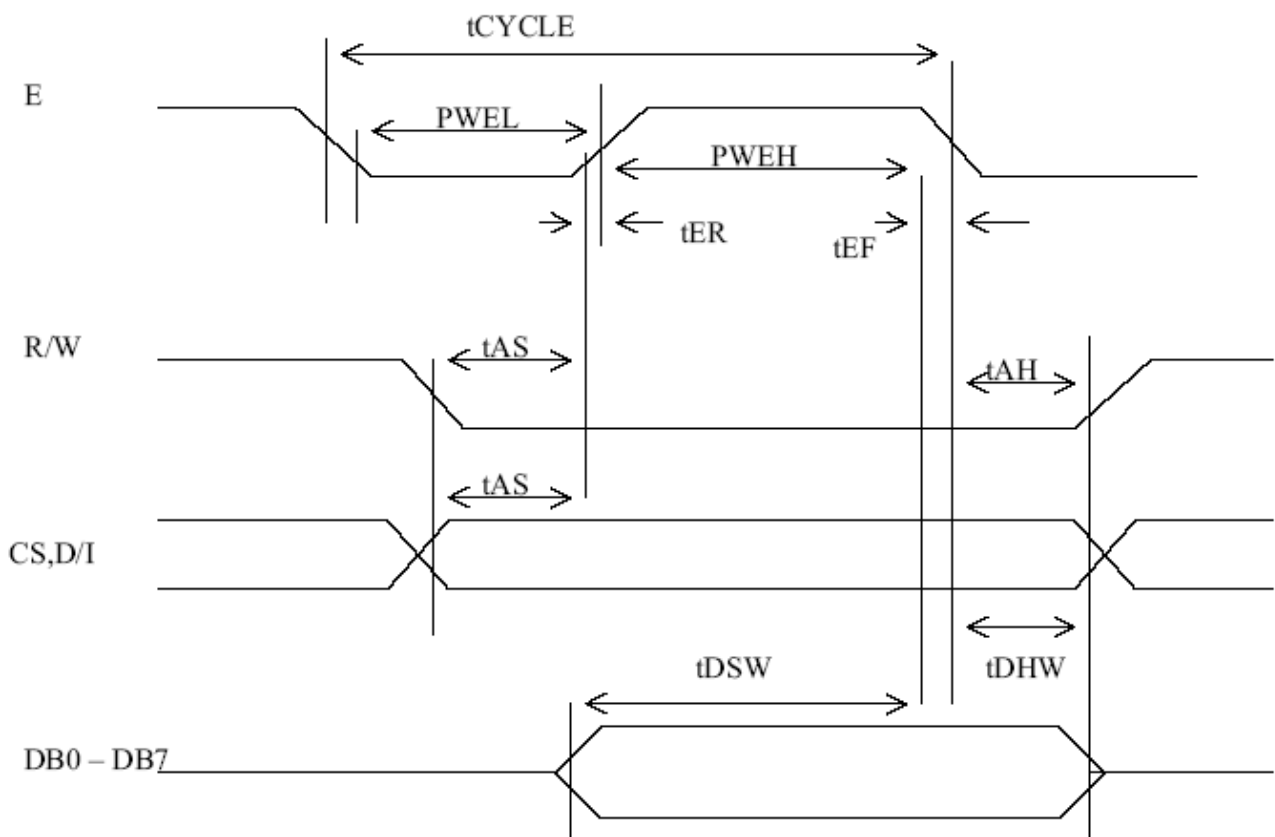 tCYCLE
E
PWEL
PWEH
tER
tEF
R/W
tAS
tAH
tAS
CS,D/I
tDSW
tDHW
DB0 – DB7